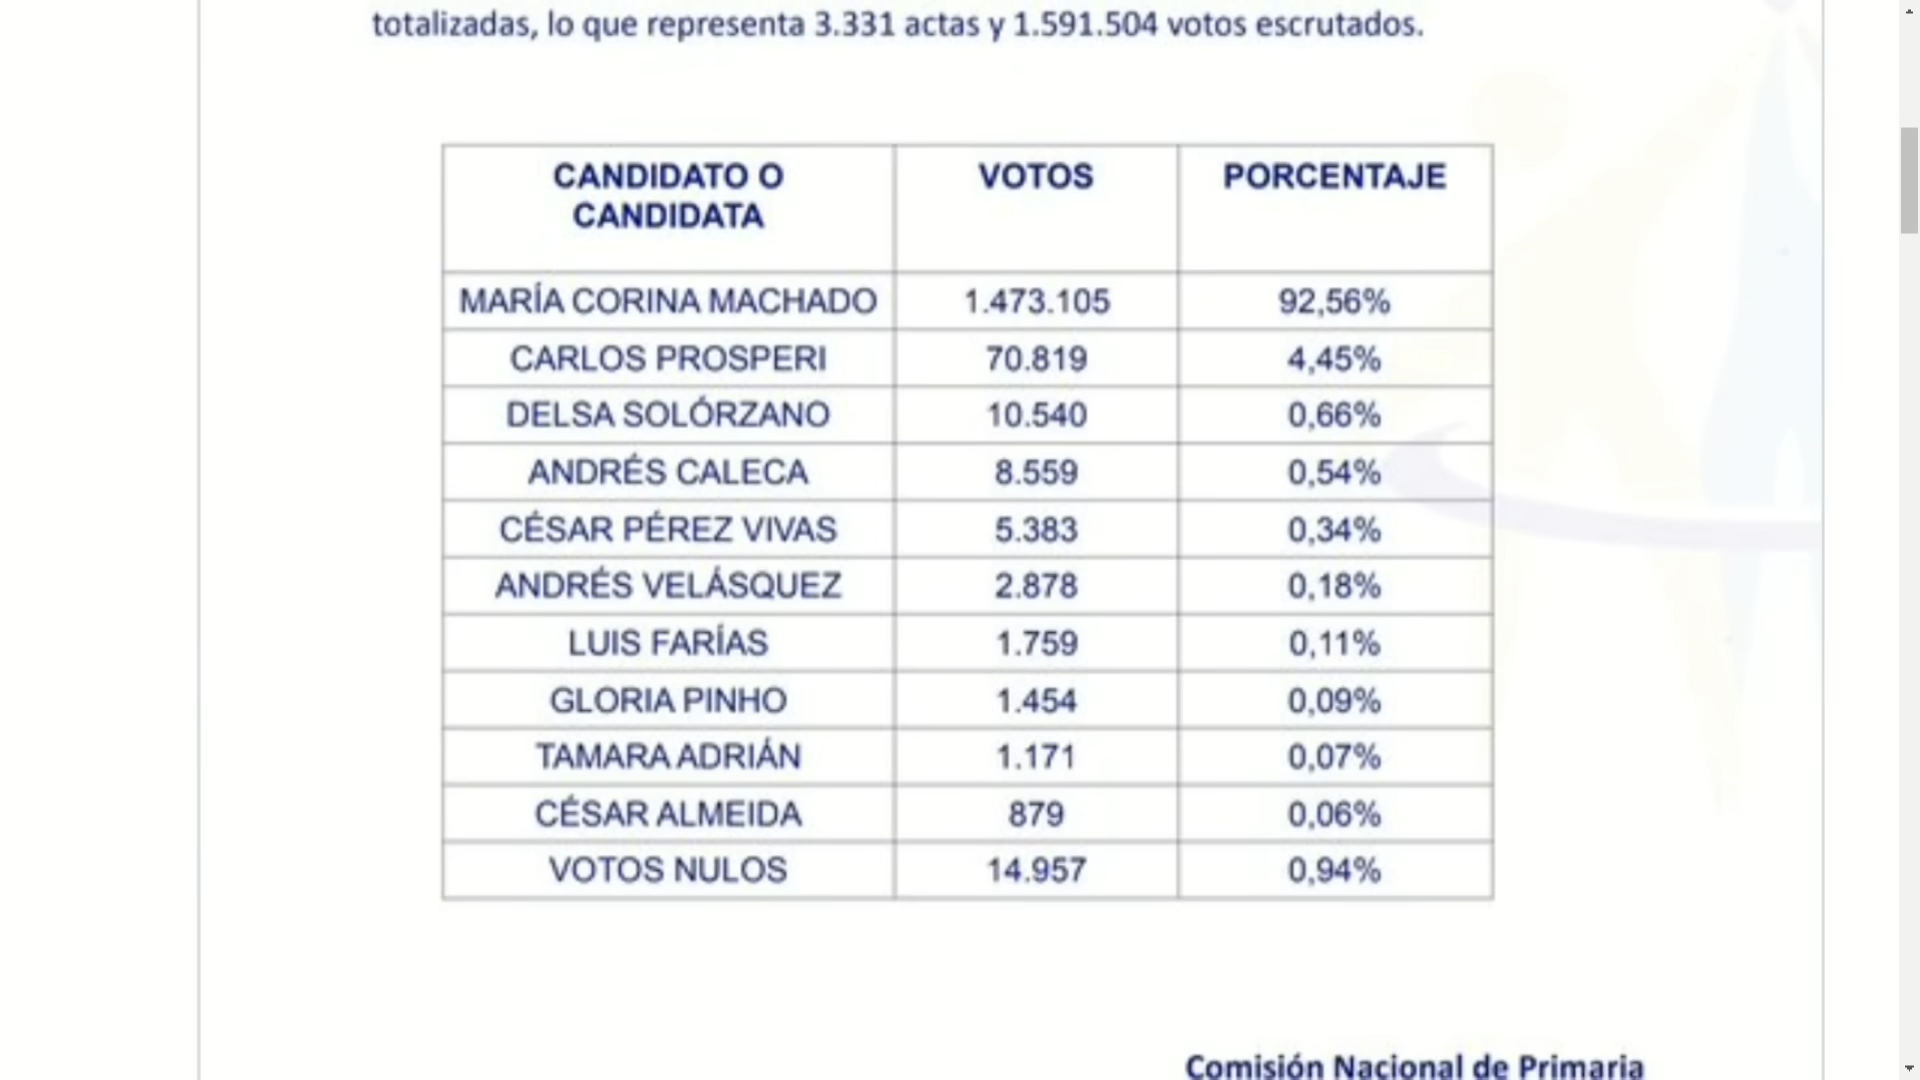 totalizadas, lo que representa 3.331 actas y 1.591.504 votos escrutados.
CANDIDATO O CANDIDATA VOTOS PORCENTAJE
MARÍA CORINA MACHADO 1.473.105 92,56%
CARLOS PROSPERI 70.819 4,45%
DELSA SOLÓRZANO 10.540 0,66%
ANDRÉS CALECA 8.559 0,54%
CÉSAR PÉREZ VIVAS 5.383 0,34%
ANDRÉS VELÁSQUEZ 2.878 0,18%
LUIS FARÍAS 1.759 0,11%
GLORIA PINHO 1.454 0,09%
TAMARA ADRIÁN 1.171 0,07%
CÉSAR ALMEIDA 879 0,06%
VOTOS NULOS 14.957 0,94%
Comisión Nacional de Primaria